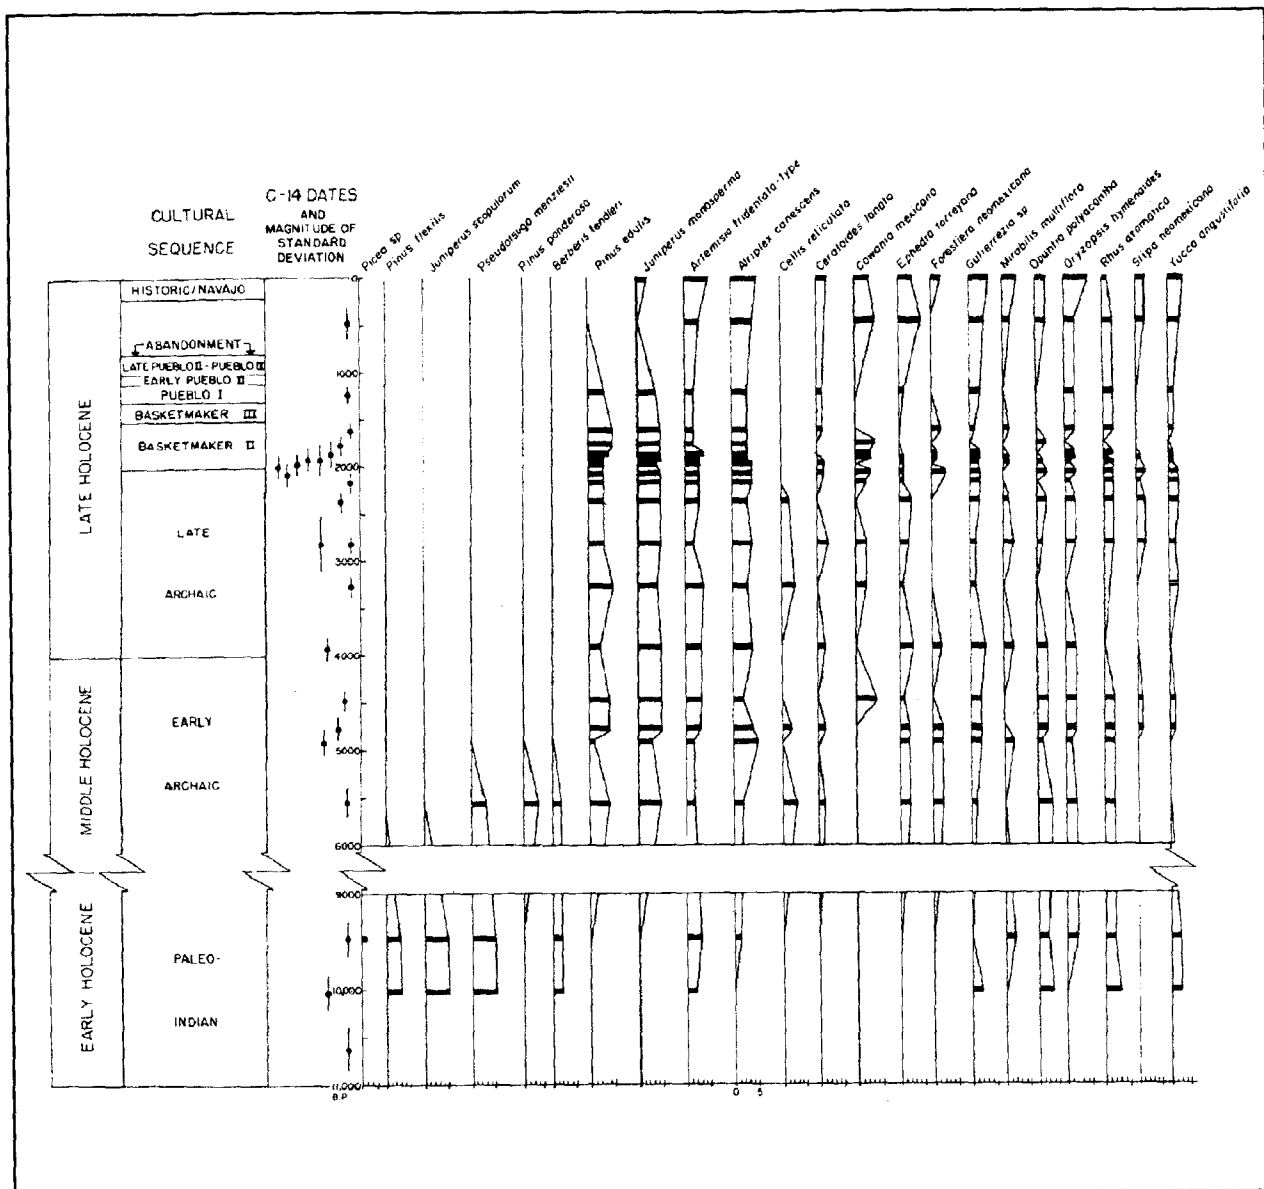 C-14 DATES
AND
MAGNITUDE OF
STANDARD
DEVIATION
CULTURAL
SEQUENCE
Picea sp
Pinus flexilis
Juniperus scopulorum
Pseudotsuga menziesii
Pinus ponderosa
Berberis fendleri
Pinus edulis
Juniperus monosperma
Artemisia tridentata-type
Atriplex canescens
Celtis reticulata
Ceratoides lanata
Cowania mexicana
Ephedra torreyana
Forestiera neomexicana
Gutierrezia sp
Mirabilis multiflora
Opuntia polyacantha
Oryzopsis hymenoides
Rhus aromatica
Stipa neomexicana
Yucca angustifolia
LATE HOLOCENE
HISTORIC/NAVAJO
ABANDONMENT
LATE PUEBLO II - PUEBLO III
EARLY PUEBLO II
PUEBLO I
BASKETMAKER III
BASKETMAKER II
LATE
ARCHAIC
MIDDLE HOLOCENE
EARLY
ARCHAIC
EARLY HOLOCENE
PALEO-
INDIAN
0
1000
2000
3000
4000
5000
6000
9000
10,000
11,000
B.P.
0 5